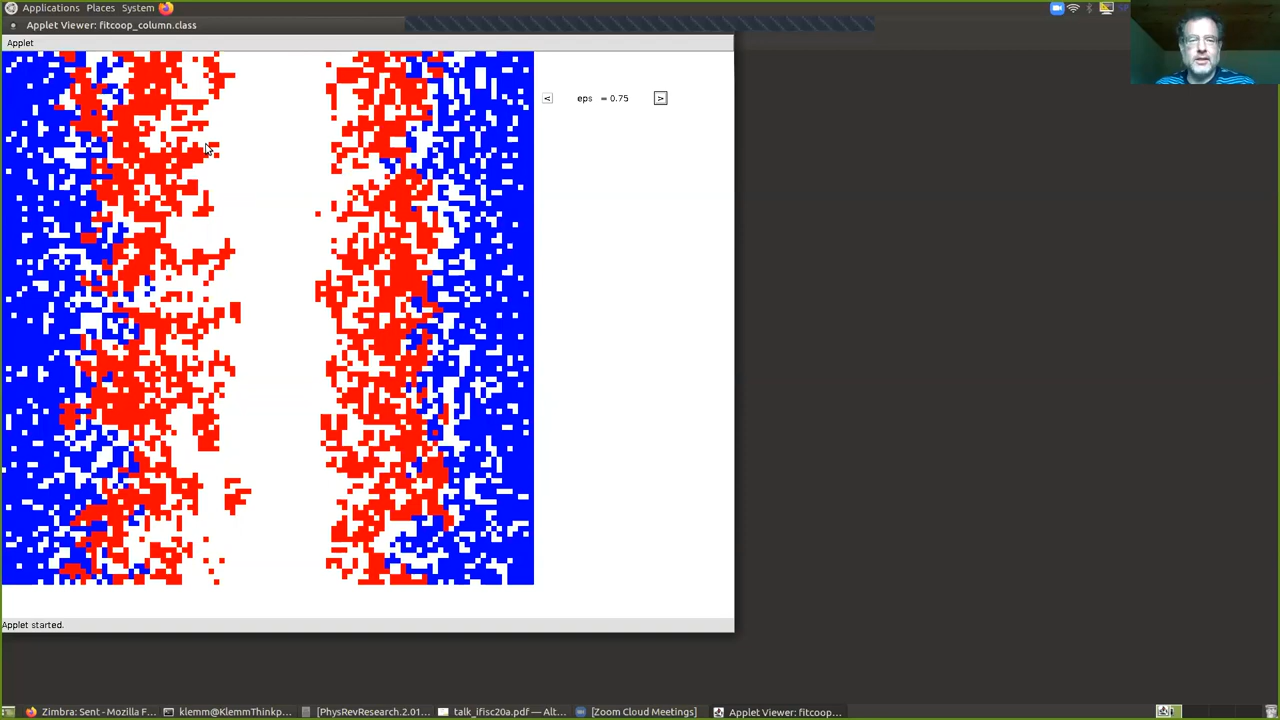 Applications Places System
Applet Viewer: fitcoop_column.class
Applet
< eps = 0.75 >
Applet started.
Zimbra: Sent - Mozilla F... klemm@KlemmThinkp... [PhysRevResearch.2.01... talk_ifisc20a.pdf — Atl... [Zoom Cloud Meetings] Applet Viewer: fitcoop...